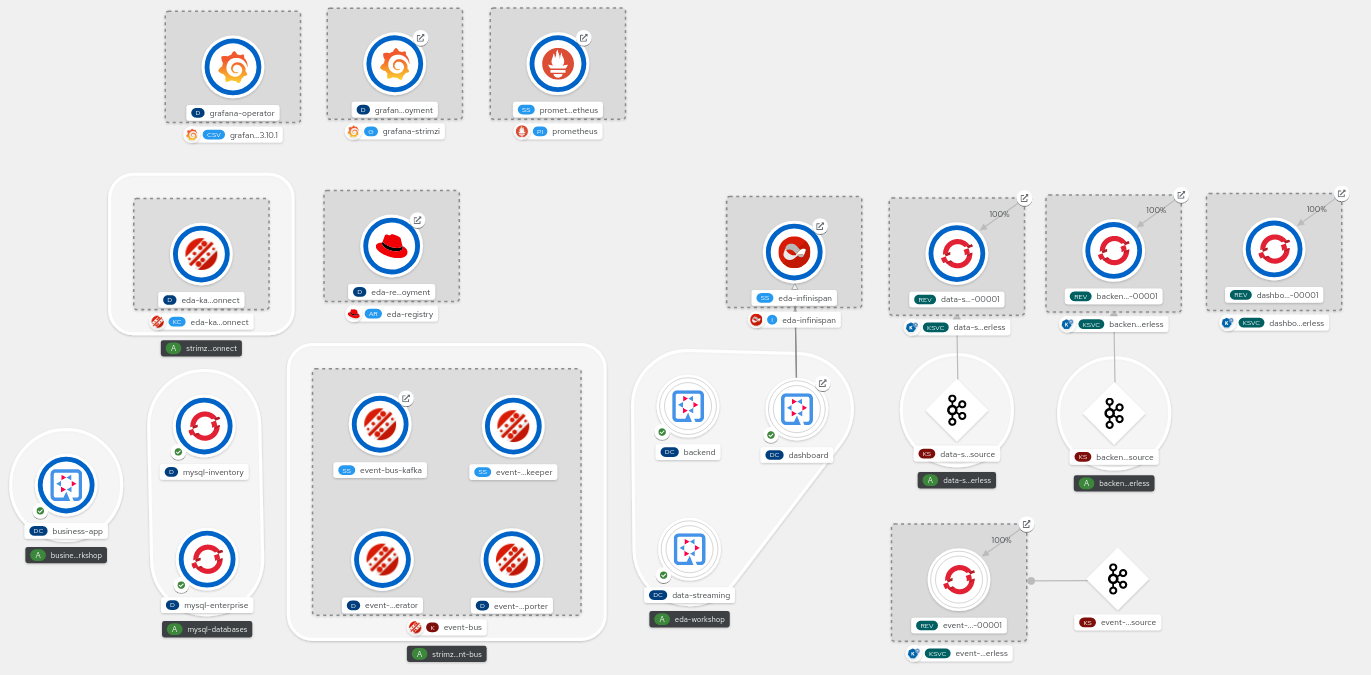 D grafana-operator
CSV grafan...3.10.1
D grafan...oyment
D grafana-strimzi
SS promet...etheus
PI prometheus
D eda-ka...onnect
KC eda-ka...onnect
A strimz...onnect
D eda-re...oyment
AR eda-registry
SS eda-infinispan
I eda-infinispan
100%
REV data-s...-00001
KSVC data-s...erless
100%
REV backen...-00001
KSVC backen...erless
100%
REV dashbo...-00001
KSVC dashbo...erless
DC business-app
A busine...rkshop
D mysql-inventory
D mysql-enterprise
A mysql-databases
SS event-bus-kafka
SS event-...keeper
D event-...erator
D event-...porter
K event-bus
A strimz...nt-bus
DC backend
DC dashboard
DC data-streaming
A eda-workshop
KS data-s...source
A data-s...erless
KS backen...source
A backen...erless
100%
REV event-...-00001
KSVC event-...erless
KS event-...source